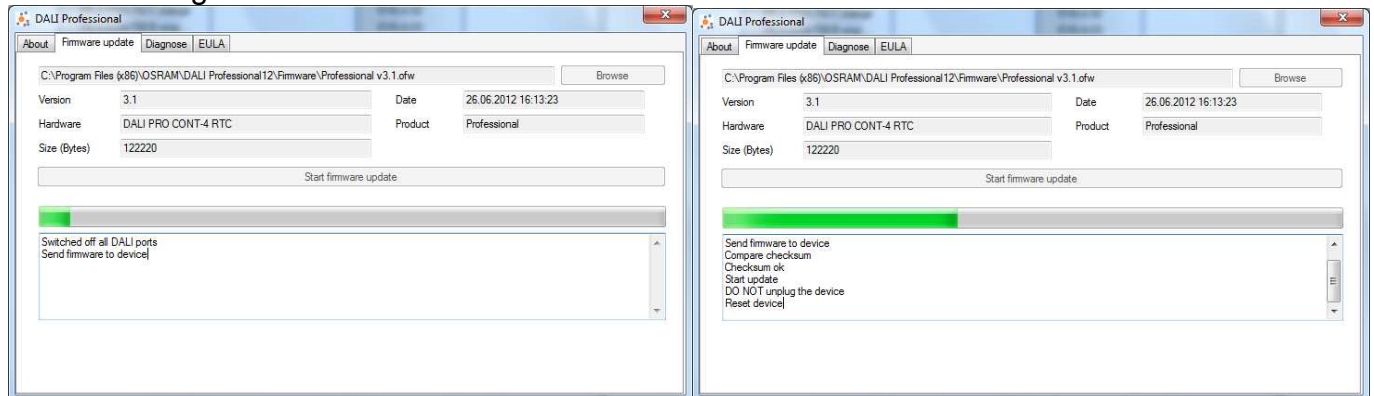 DALI Professional
About Firmware update Diagnose EULA
C:\Program Files (x86)\OSRAM\DALI Professional12\Firmware\Professional v3.1.ofw Browse
Version 3.1 Date 26.06.2012 16:13:23
Hardware DALI PRO CONT-4 RTC Product Professional
Size (Bytes) 122220
Start firmware update
Switched off all DALI ports
Send firmware to device
DALI Professional
About Firmware update Diagnose EULA
C:\Program Files (x86)\OSRAM\DALI Professional12\Firmware\Professional v3.1.ofw Browse
Version 3.1 Date 26.06.2012 16:13:23
Hardware DALI PRO CONT-4 RTC Product Professional
Size (Bytes) 122220
Start firmware update
Send firmware to device
Compare checksum
Checksum ok
Start update
DO NOT unplug the device
Reset device